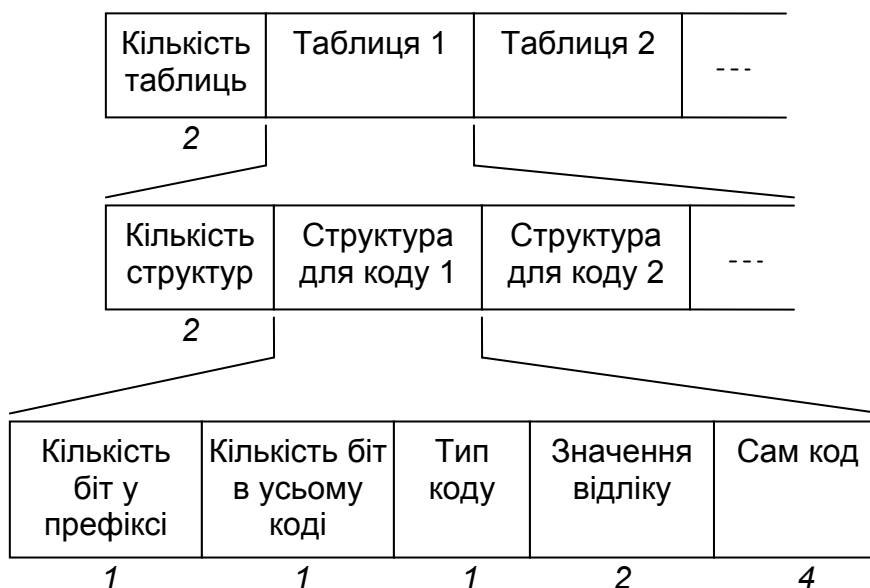 Кількість
таблиць
Таблиця 1
Таблиця 2
---
2
Кількість
структур
Структура
для коду 1
Структура
для коду 2
---
2
Кількість
біт у
префіксі
Кількість біт
в усьому
коді
Тип
коду
Значення
відліку
Сам код
1
1
1
2
4